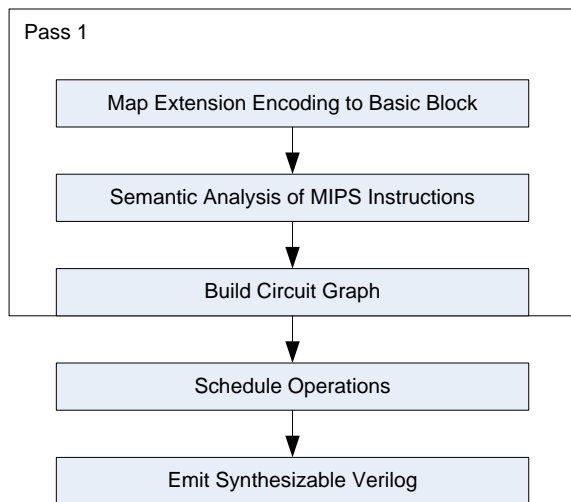 Pass 1
Map Extension Encoding to Basic Block
Semantic Analysis of MIPS Instructions
Build Circuit Graph
Schedule Operations
Emit Synthesizable Verilog